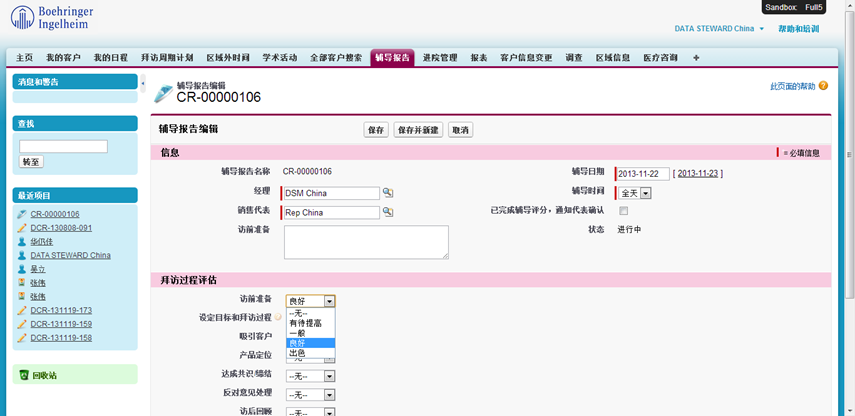 Boehringer
Ingelheim
Sandbox: Full5
DATA STEWARD China
帮助和培训
主页 我的客户 我的日程 拜访周期计划 区域外时间 学术活动 全部客户搜索 辅导报告 进院管理 报表 客户信息变更 调查 区域信息 医疗咨询 +
消息和警告
查找
转至
最近项目
CR-00000106
DCR-130808-091
华仍佳
DATA STEWARD China
吴立
张伟
张伟
DCR-131119-173
DCR-131119-159
DCR-131119-158
回收站
辅导报告编辑
CR-00000106
此页面的帮助 ?
辅导报告编辑 保存 保存并新建 取消
信息 = 必填信息
辅导报告名称 CR-00000106 辅导日期 2013-11-22 [ 2013-11-23 ]
经理 DSM China 辅导时间 全天
销售代表 Rep China 已完成辅导评分，通知代表确认
访前准备 状态 进行中
拜访过程评估
访前准备 良好
--无--
有待提高
一般
良好
出色
设定目标和拜访过程
吸引客户
产品定位
达成共识/缔结 --无--
反对意见处理 --无--
访后回顾 --无--